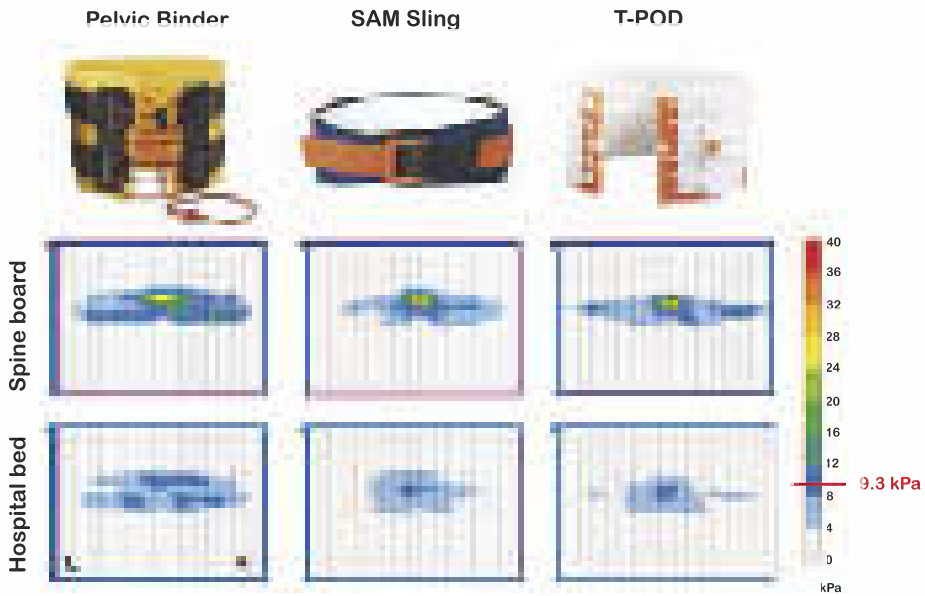 Pelvic Binder
SAM Sling
T-POD
Spine board
Hospital bed
40
36
32
28
24
20
16
12
8
4
0
kPa
9.3 kPa
L